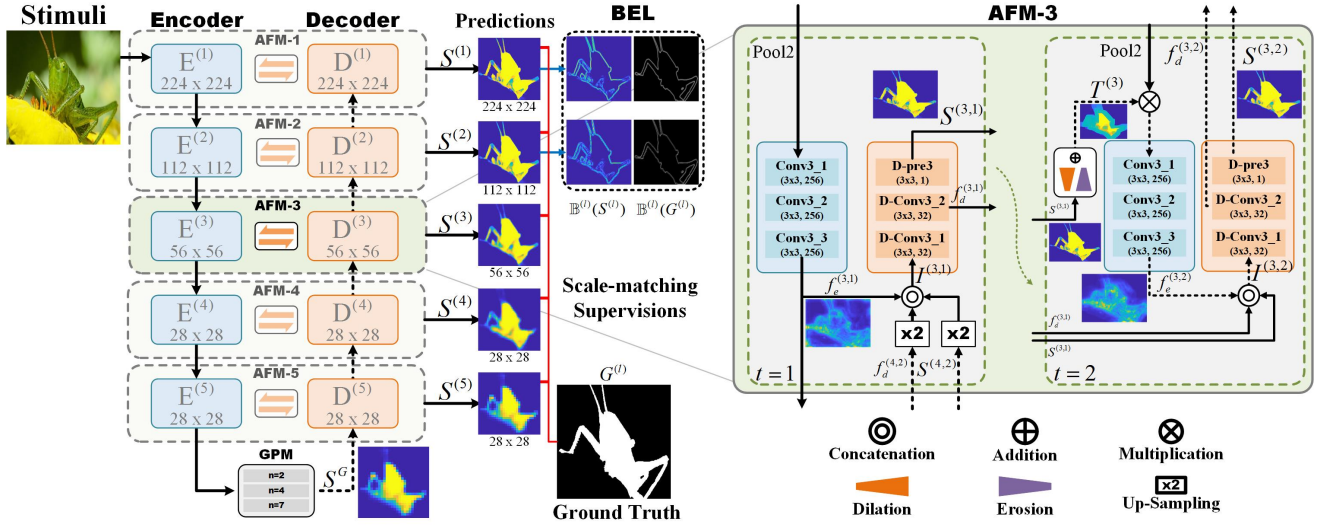 Stimuli
Encoder
Decoder
Predictions
BEL
AFM-1
E^(1)
224 x 224
D^(1)
224 x 224
S^(1)
224 x 224
AFM-2
E^(2)
112 x 112
D^(2)
112 x 112
S^(2)
112 x 112
𝔹^(l)(S^(l))
𝔹^(l)(G^(l))
AFM-3
E^(3)
56 x 56
D^(3)
56 x 56
S^(3)
56 x 56
Scale-matching
Supervisions
AFM-4
E^(4)
28 x 28
D^(4)
28 x 28
S^(4)
28 x 28
AFM-5
E^(5)
28 x 28
D^(5)
28 x 28
S^(5)
28 x 28
G^(l)
Ground Truth
GPM
n=2
n=4
n=7
S^G
AFM-3
Pool2
S^(3,1)
Conv3_1
(3x3, 256)
Conv3_2
(3x3, 256)
Conv3_3
(3x3, 256)
D-pre3
(3x3, 1)
D-Conv3_2
(3x3, 32)
D-Conv3_1
(3x3, 32)
f_d^(3,1)
f_e^(3,1)
I^(3,1)
x2
x2
f_d^(4,2)
S^(4,2)
t = 1
Pool2
f_d^(3,2)
S^(3,2)
T^(3)
S^(3,1)
Conv3_1
(3x3, 256)
Conv3_2
(3x3, 256)
Conv3_3
(3x3, 256)
D-pre3
(3x3, 1)
D-Conv3_2
(3x3, 32)
D-Conv3_1
(3x3, 32)
f_e^(3,2)
I^(3,2)
f_d^(3,1)
S^(3,1)
t = 2
Concatenation
Addition
Multiplication
x2
Dilation
Erosion
Up-Sampling